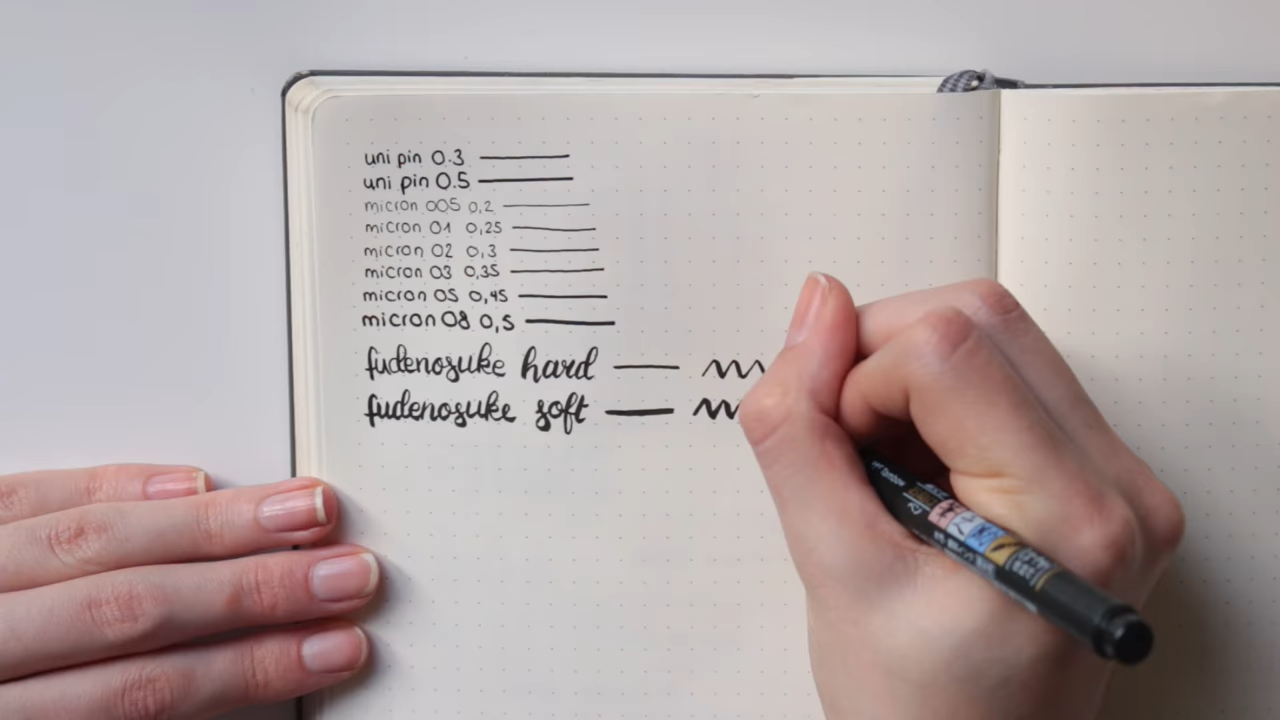 uni pin 0.3
uni pin 0.5
micron 005 0,2
micron 01 0,25
micron 02 0,3
micron 03 0,35
micron 05 0,45
micron 08 0,5
fudenosuke hard
fudenosuke soft